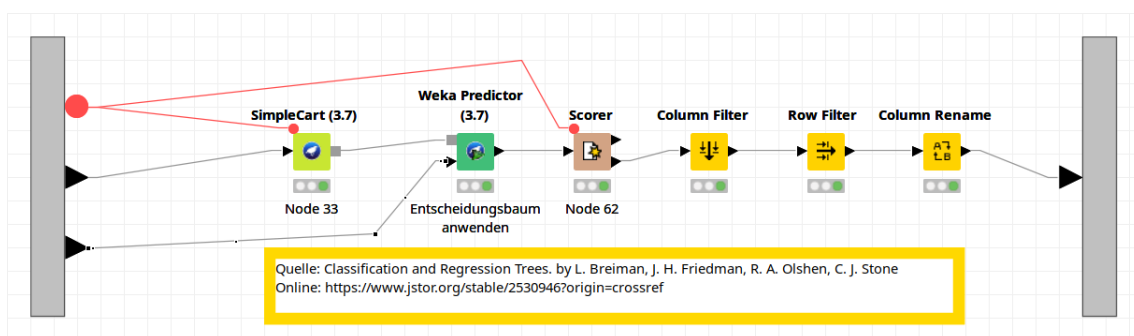 SimpleCart (3.7)
Weka Predictor
(3.7)
Scorer
Column Filter
Row Filter
Column Rename
Node 33
Entscheidungsbaum
anwenden
Node 62
Quelle: Classification and Regression Trees. by L. Breiman, J. H. Friedman, R. A. Olshen, C. J. Stone
Online: https://www.jstor.org/stable/2530946?origin=crossref